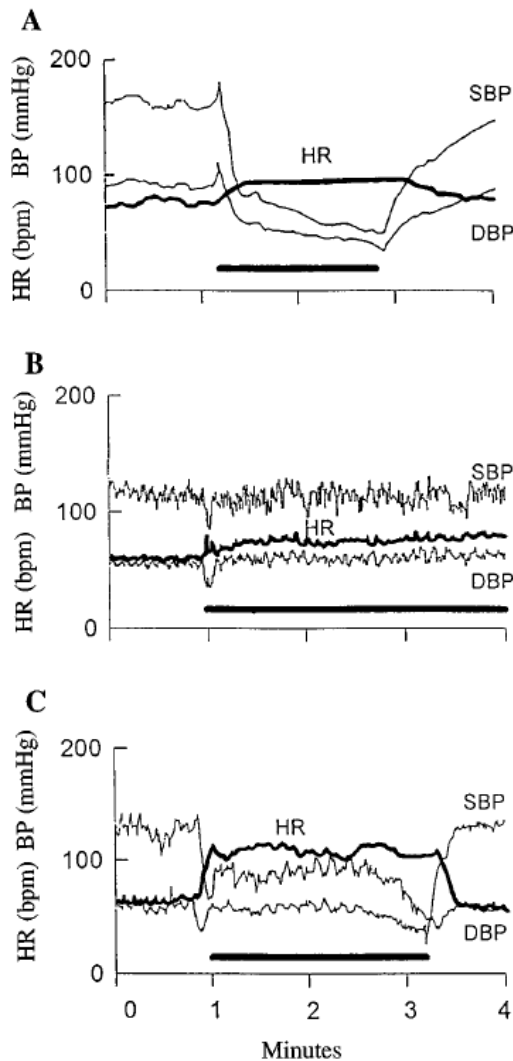 A
200
BP (mmHg)
SBP
HR
100
HR (bpm)
DBP
0
B
200
BP (mmHg)
SBP
100
HR
HR (bpm)
DBP
0
C
200
BP (mmHg)
SBP
HR
100
HR (bpm)
DBP
0
0 1 2 3 4
Minutes